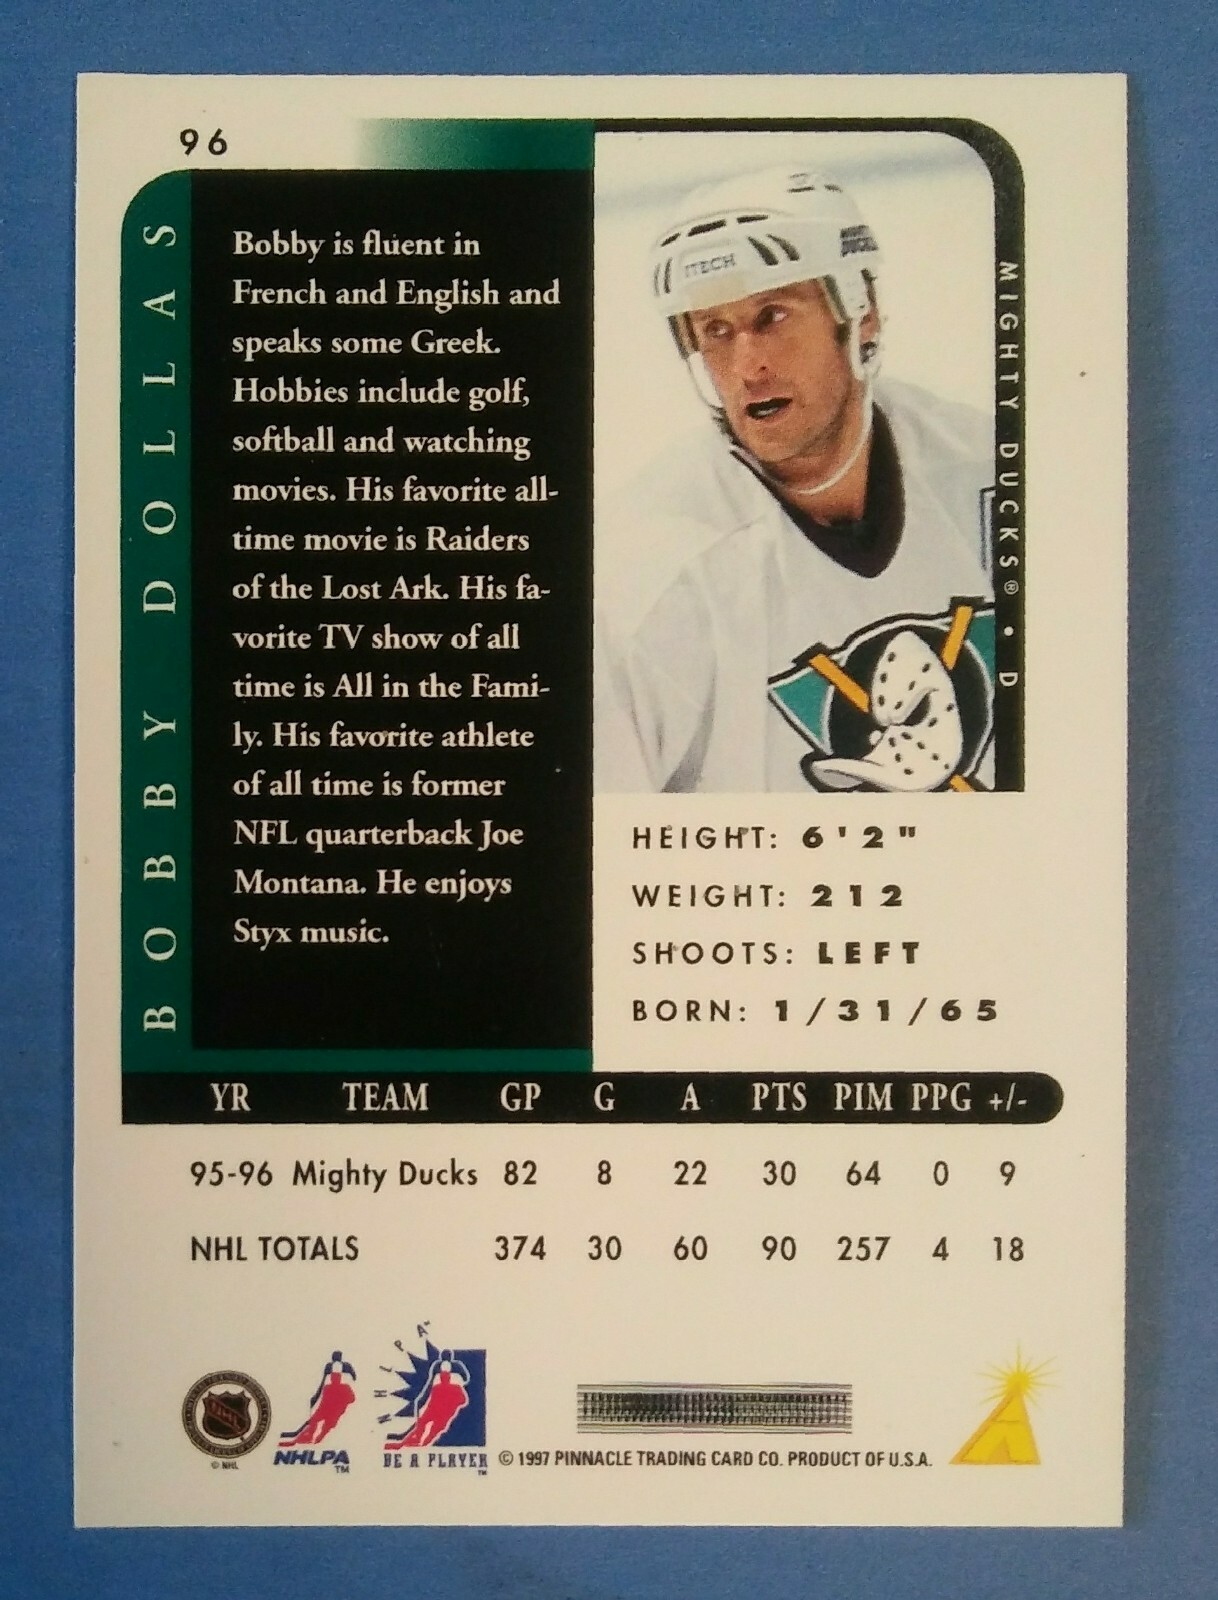 96
BOBBY DOLLAS
Bobby is fluent in
French and English and
speaks some Greek.
Hobbies include golf,
softball and watching
movies. His favorite all-
time movie is Raiders
of the Lost Ark. His fa-
vorite TV show of all
time is All in the Fami-
ly. His favorite athlete
of all time is former
NFL quarterback Joe
Montana. He enjoys
Styx music.
ITECH
MIGHTY DUCKS® • D
HEIGHT: 6'2"
WEIGHT: 212
SHOOTS: LEFT
BORN: 1/31/65
YR TEAM GP G A PTS PIM PPG +/-
95-96 Mighty Ducks 82 8 22 30 64 0 9
NHL TOTALS 374 30 60 90 257 4 18
NHL
© NHL
NHLPA™
NHLPA
BE A PLAYER™
© 1997 PINNACLE TRADING CARD CO. PRODUCT OF U.S.A.